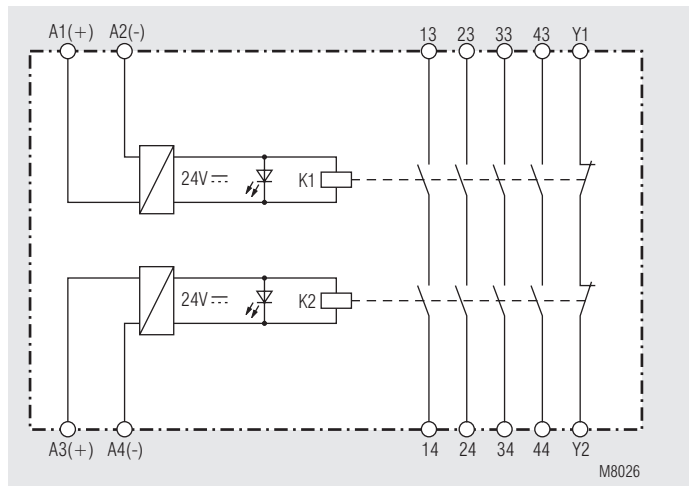 A1(+) A2(-) 13 23 33 43 Y1
24V K1
24V K2
A3(+) A4(-) 14 24 34 44 Y2
M8026